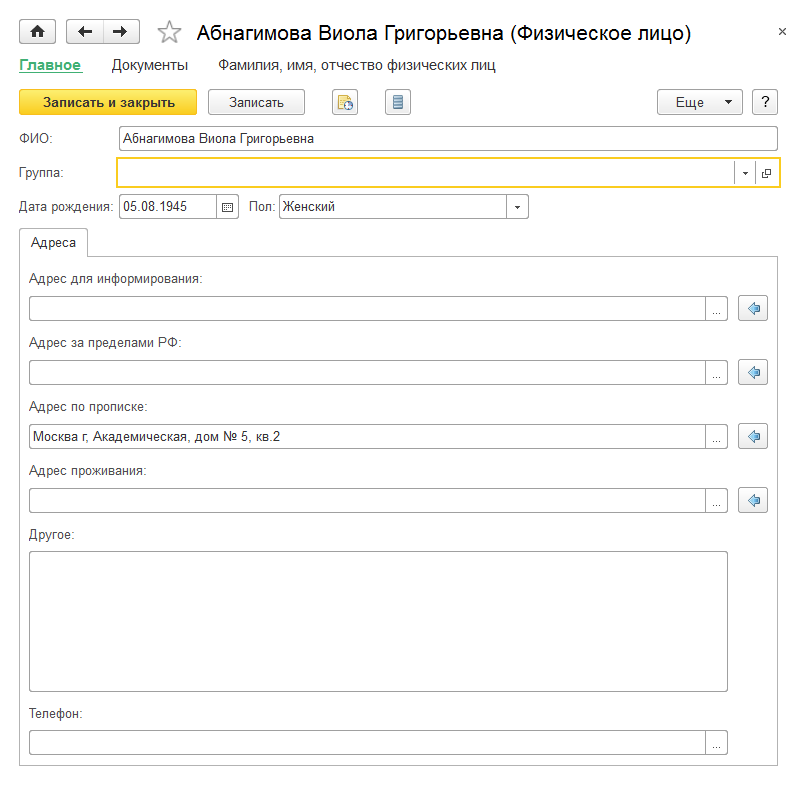 Абнагимова Виола Григорьевна (Физическое лицо)
Главное Документы Фамилия, имя, отчество физических лиц
Записать и закрыть Записать Еще ?
ФИО: Абнагимова Виола Григорьевна
Группа:
Дата рождения: 05.08.1945 Пол: Женский
Адреса
Адрес для информирования:
...
Адрес за пределами РФ:
...
Адрес по прописке:
Москва г, Академическая, дом № 5, кв.2 ...
Адрес проживания:
...
Другое:
Телефон:
...